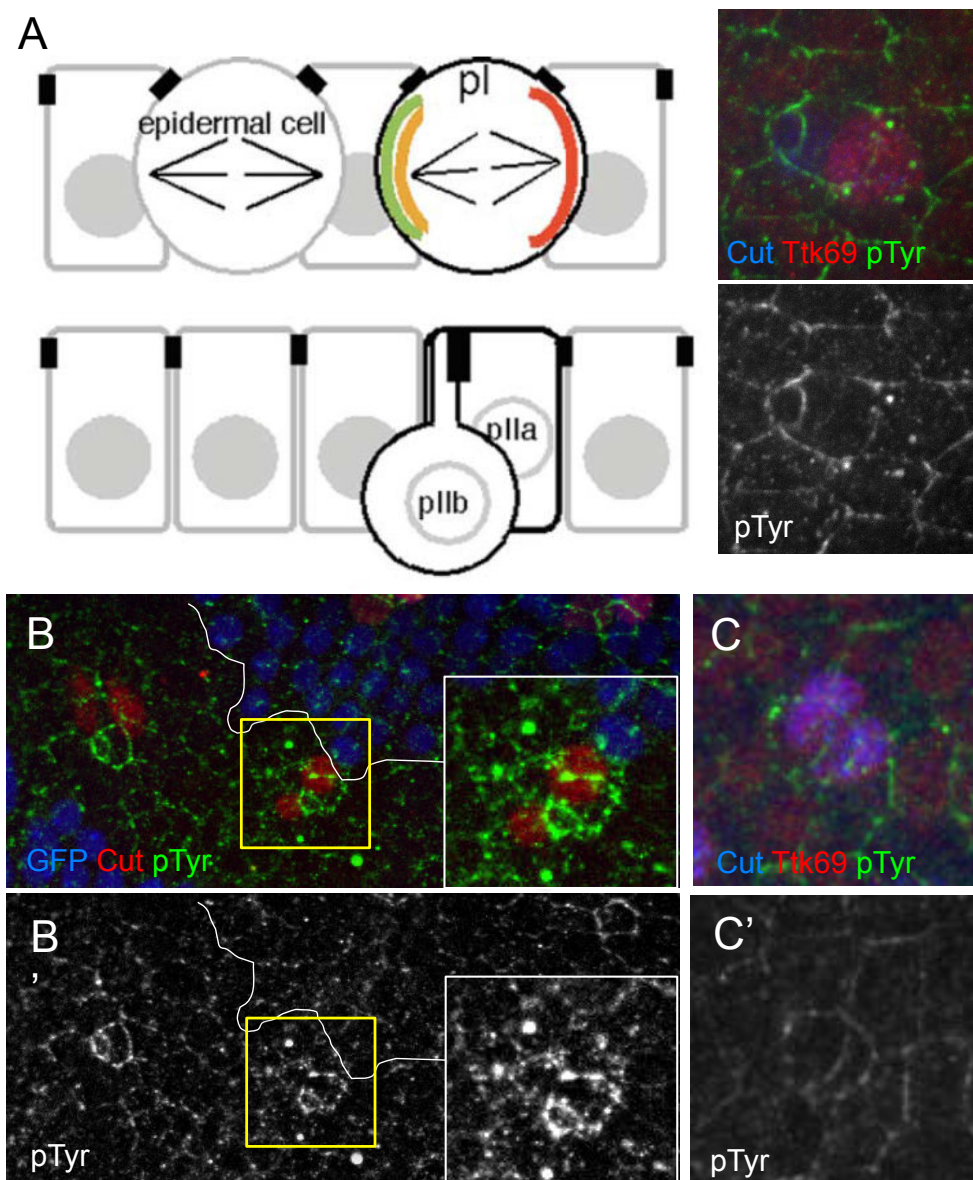 A
epidermal cell
pI
Cut Ttk69 pTyr
pIIa
pIIb
pTyr
B
GFP Cut pTyr
C
Cut Ttk69 pTyr
B
’
pTyr
C’
pTyr